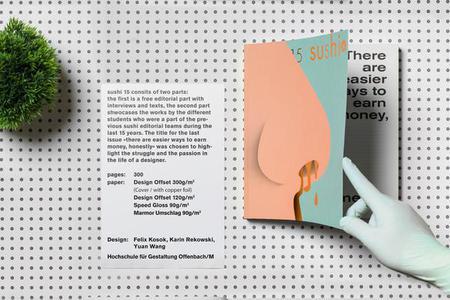 sushi 15 consits of two parts:
the first is a free editorial part with
interviews and texts, the second part
shwocases the works by the different
students who were a part of the pre-
vious sushi editorial teams during the
last 15 years. The title for the last
issue ‹there are easier ways to earn
money, honestly› was chosen to high-
light the struggle and the passion in
the life of a designer.
pages: 300
paper: Design Offset 300g/m²
(Cover / with copper foil)
Design Offset 120g/m²
Speed Gloss 90g/m²
Marmor Umschlag 90g/m²
Design: Felix Kosok, Karin Rekowski,
Yuan Wang
Hochschule für Gestaltung Offenbach/M
15 sushi
There
are
easier
ways to
earn
money,